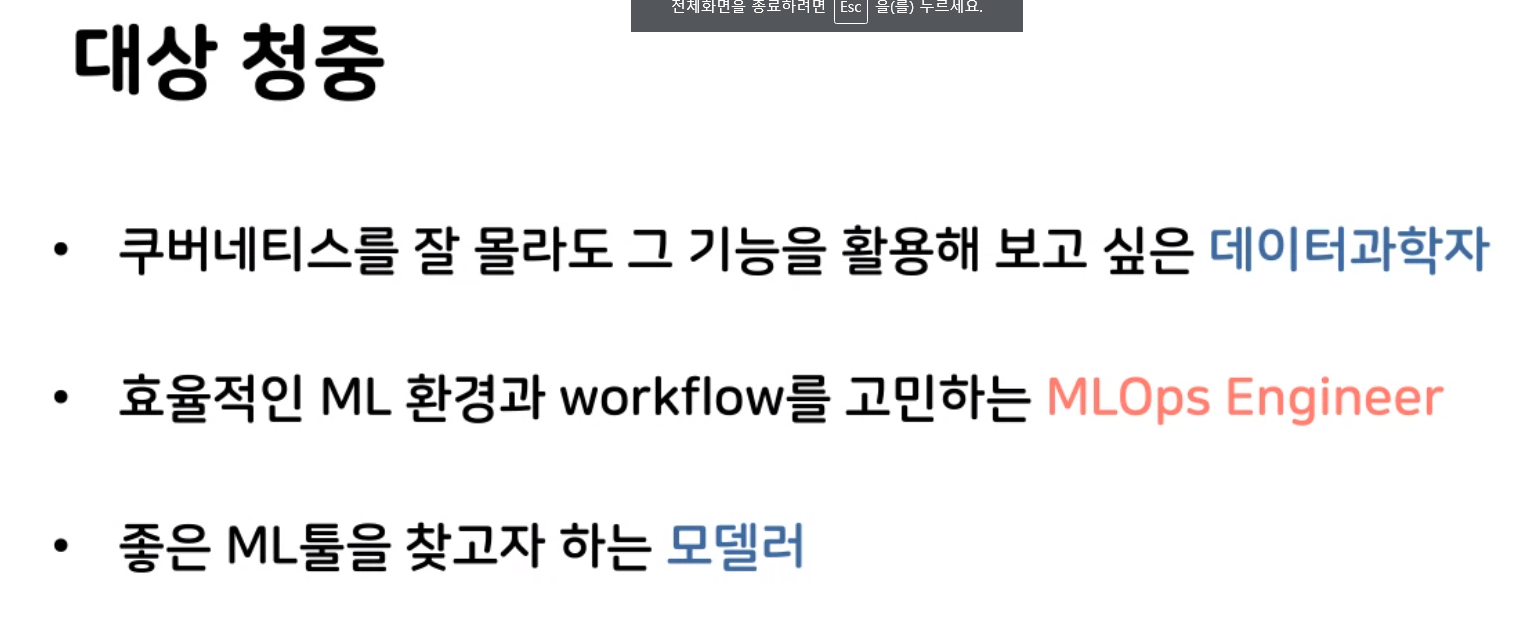 전체화면을 종료하려면 Esc 을(를) 누르세요.
대상 청중
• 쿠버네티스를 잘 몰라도 그 기능을 활용해 보고 싶은 데이터과학자
• 효율적인 ML 환경과 workflow를 고민하는 MLOps Engineer
• 좋은 ML툴을 찾고자 하는 모델러